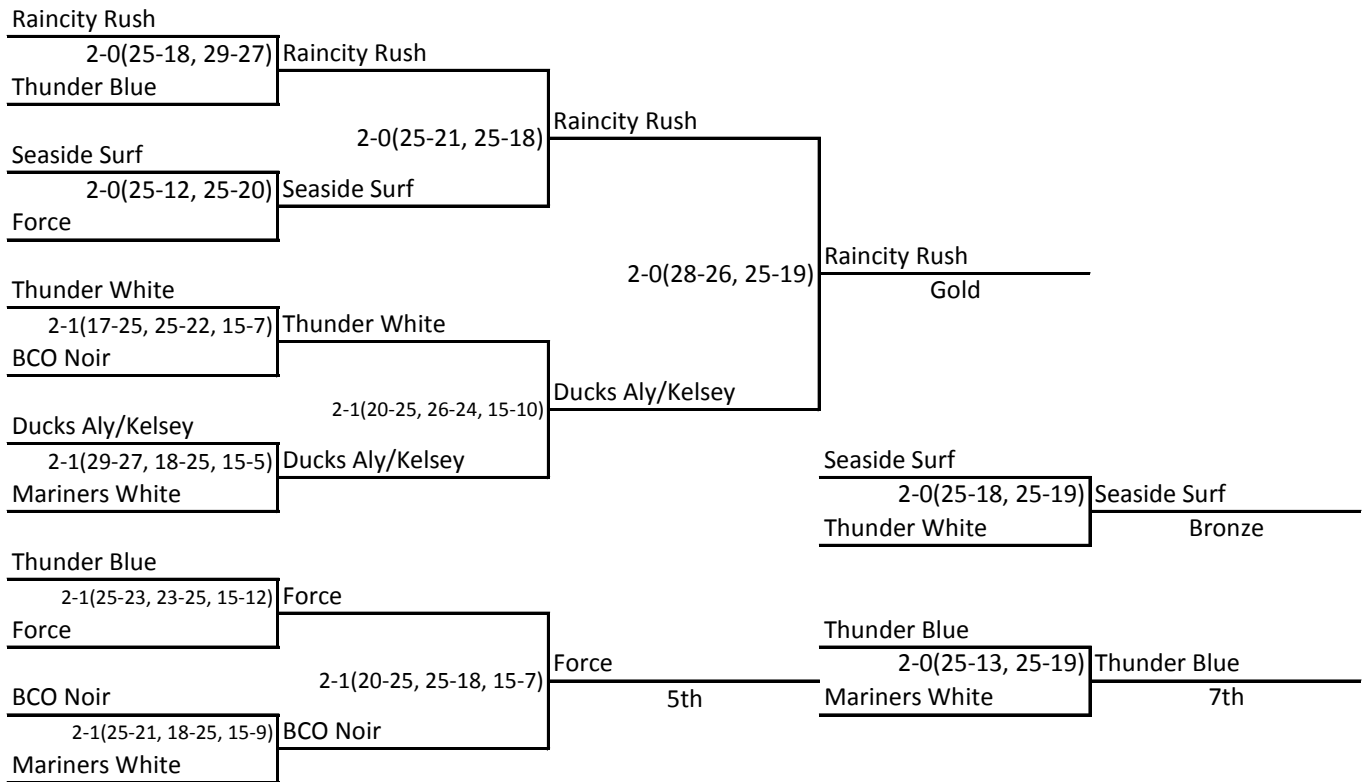 Raincity Rush
2-0(25-18, 29-27) Raincity Rush
Thunder Blue
2-0(25-21, 25-18) Raincity Rush
Seaside Surf
2-0(25-12, 25-20) Seaside Surf
Force
2-0(28-26, 25-19) Raincity Rush
Gold
Thunder White
2-1(17-25, 25-22, 15-7) Thunder White
BCO Noir
2-1(20-25, 26-24, 15-10) Ducks Aly/Kelsey
Ducks Aly/Kelsey
2-1(29-27, 18-25, 15-5) Ducks Aly/Kelsey
Mariners White
Seaside Surf
2-0(25-18, 25-19) Seaside Surf
Thunder White
Bronze
Thunder Blue
2-1(25-23, 23-25, 15-12) Force
Force
2-1(20-25, 25-18, 15-7) Force
5th
BCO Noir
2-1(25-21, 18-25, 15-9) BCO Noir
Mariners White
Thunder Blue
2-0(25-13, 25-19) Thunder Blue
Mariners White
7th